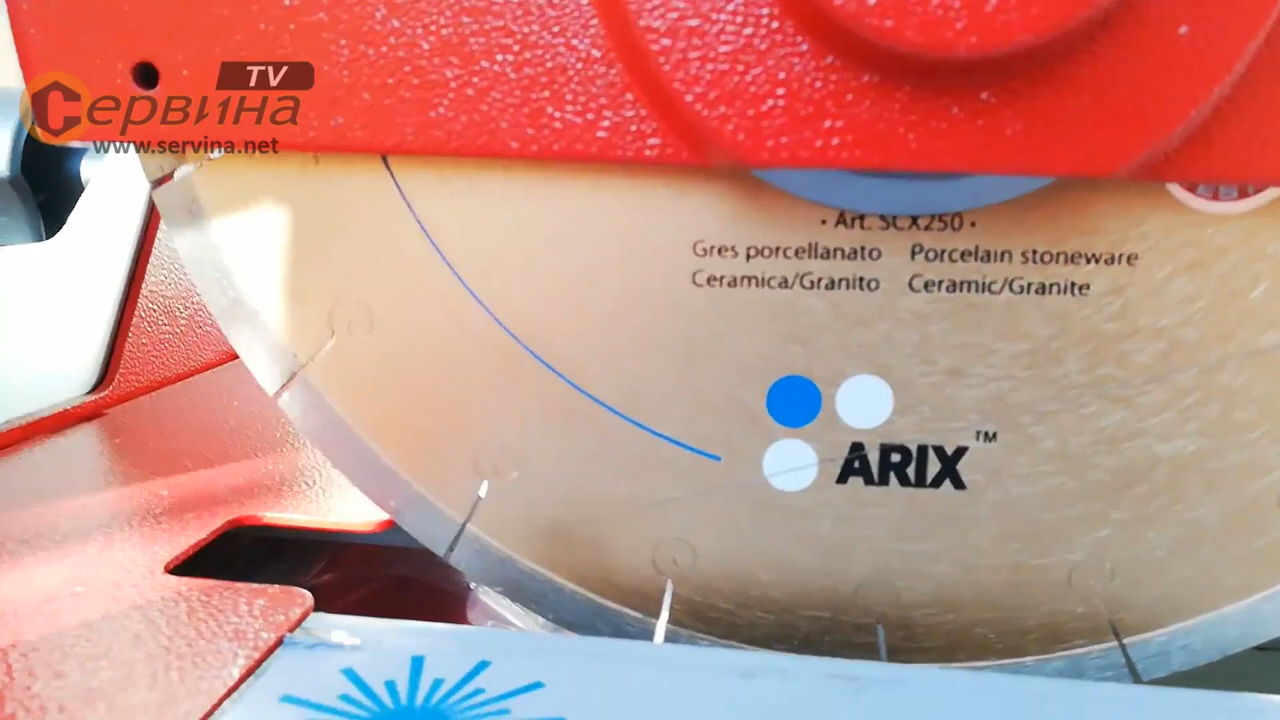 TV
Сервина
www.servina.net
• Art. SCX250 •
Gres porcellanato Porcelain stoneware
Ceramica/Granito Ceramic/Granite
ARIX™